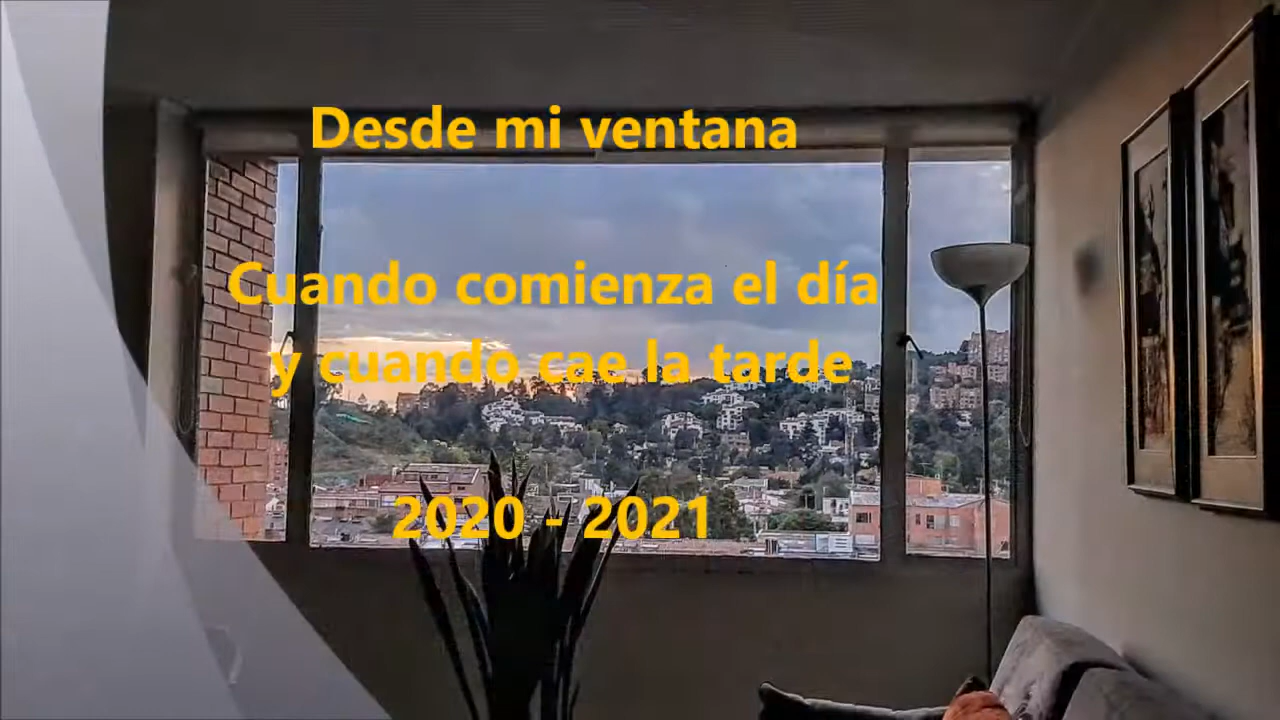 Desde mi ventana
Cuando comienza el día
y cuando cae la tarde
2020 - 2021